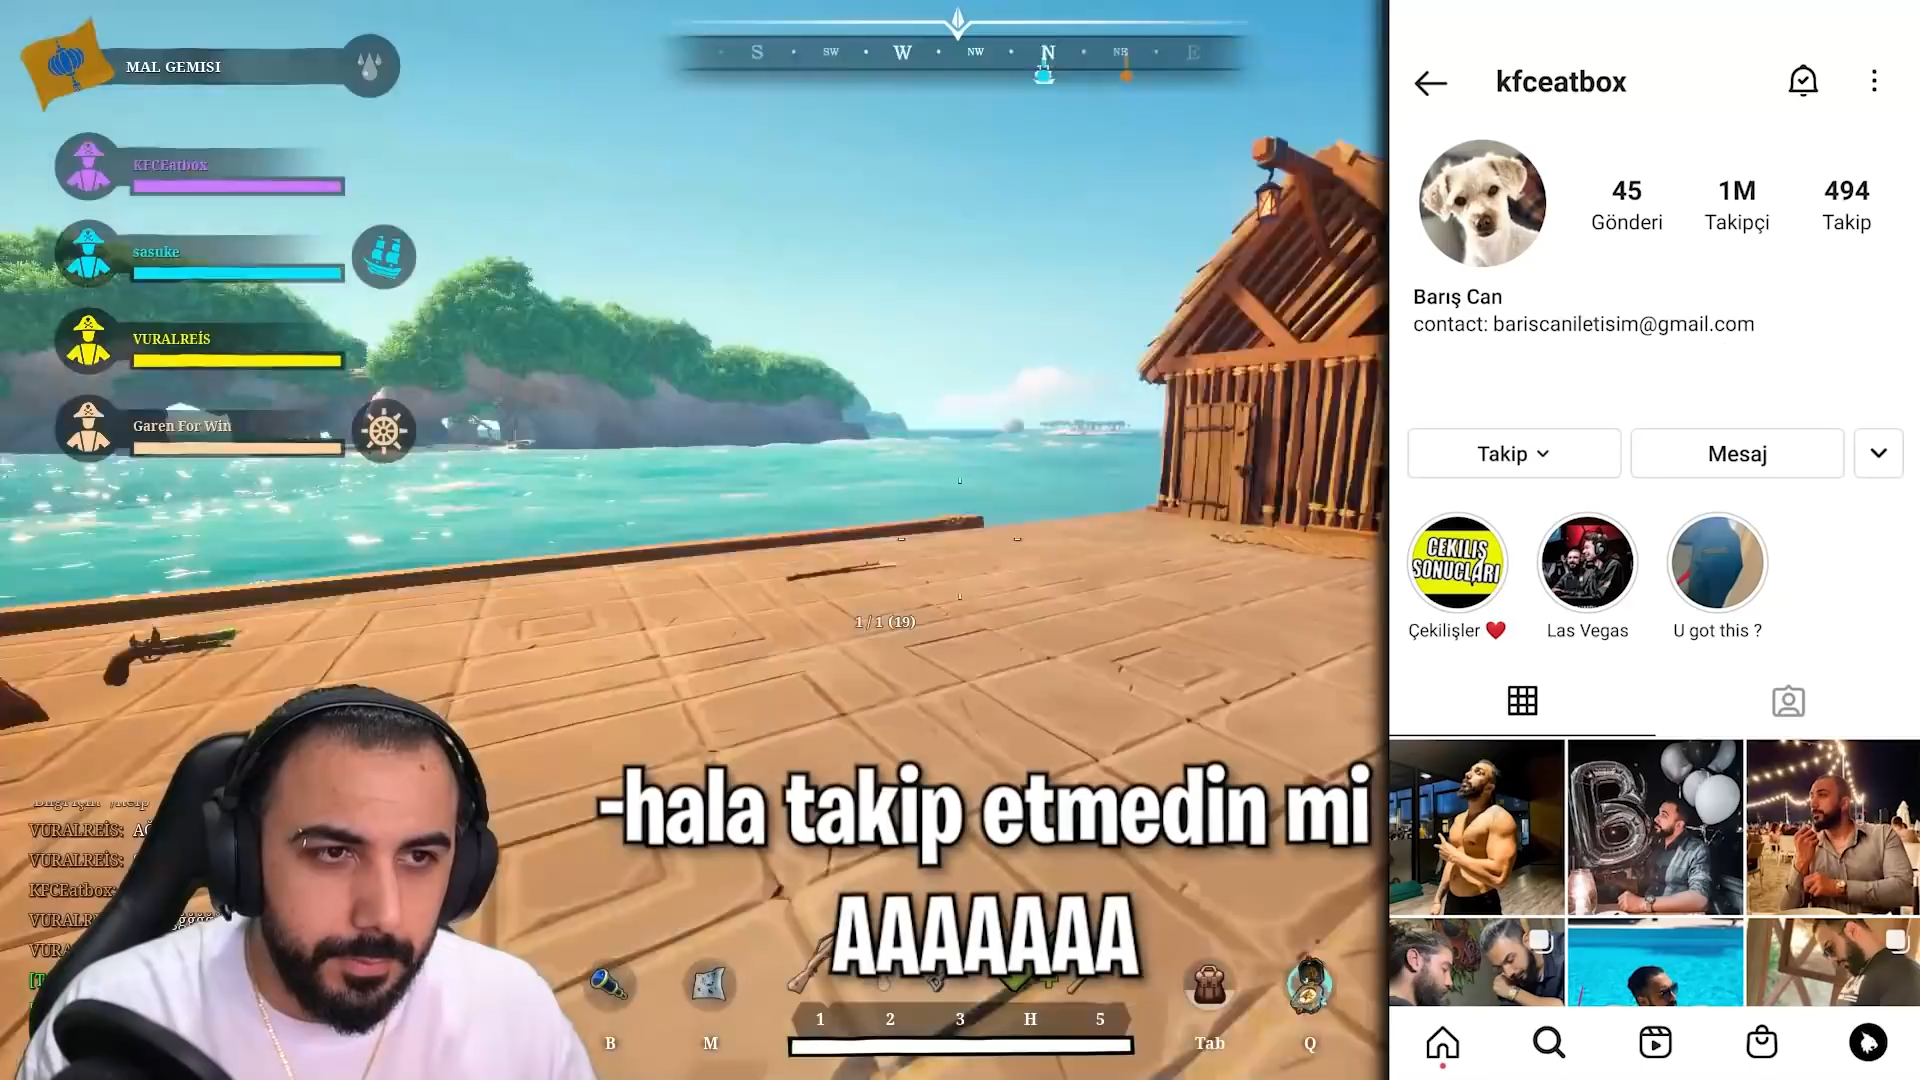 MAL GEMISI
S SW W NW N NE E
KFCEatbox
sasuke
VURALREİS
Garen For Win
1 / 1 (19)
VURALREİS:
VURALREİS:
KFCEatbox:
-hala takip etmedin mi
AAAAAAA
1 2 3 H 5
B M Tab Q
kfceatbox
45 1M 494
Gönderi Takipçi Takip
Barış Can
contact: bariscaniletisim@gmail.com
Takip Mesaj
ÇEKİLİŞ
SONUÇLARI
Çekilişler Las Vegas U got this ?
B